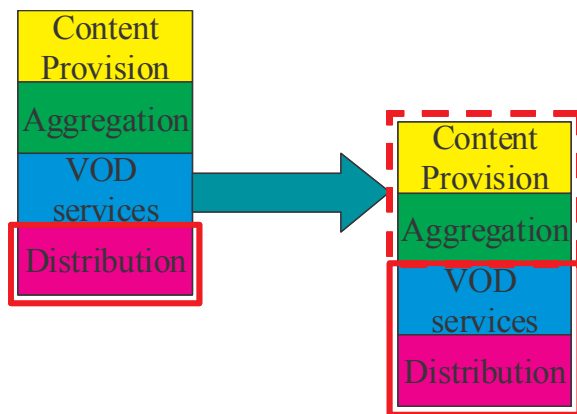 Content
Provision
Aggregation
VOD
services
Distribution
Content
Provision
Aggregation
VOD
services
Distribution